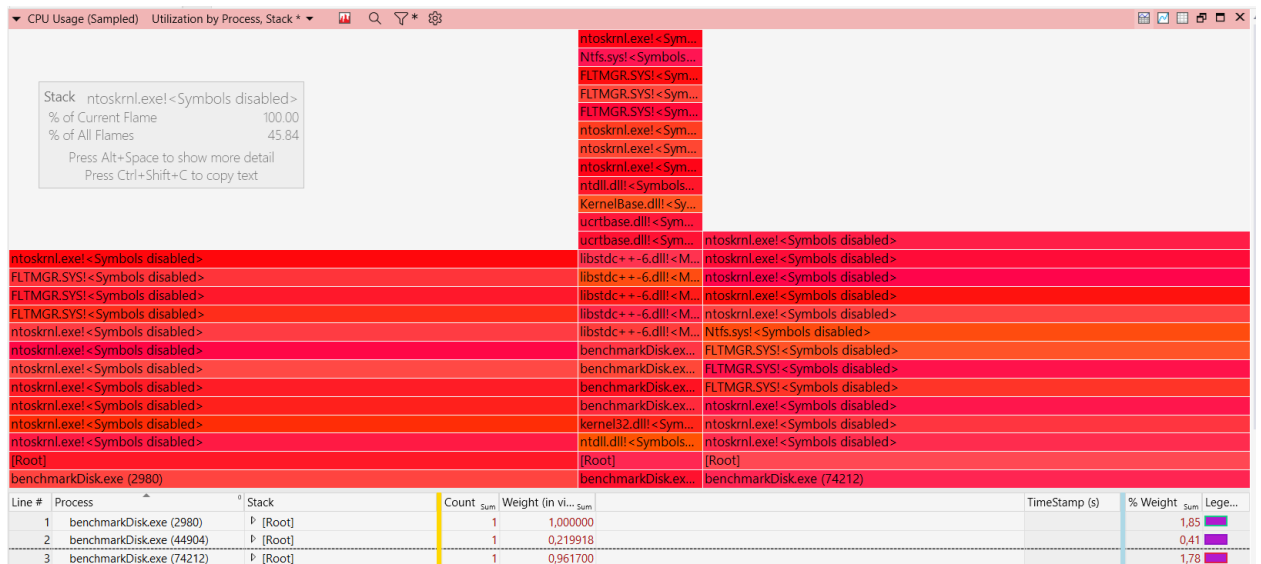 CPU Usage (Sampled) Utilization by Process, Stack *
Stack ntoskrnl.exe!<Symbols disabled>
% of Current Flame 100.00
% of All Flames 45.84
Press Alt+Space to show more detail
Press Ctrl+Shift+C to copy text
ntoskrnl.exe!<Sym...
Ntfs.sys!<Symbols...
FLTMGR.SYS!<Sym...
FLTMGR.SYS!<Sym...
FLTMGR.SYS!<Sym...
ntoskrnl.exe!<Sym...
ntoskrnl.exe!<Sym...
ntoskrnl.exe!<Sym...
ntdll.dll!<Symbols...
KernelBase.dll!<Sy...
ucrtbase.dll!<Sym...
ucrtbase.dll!<Sym... ntoskrnl.exe!<Symbols disabled>
ntoskrnl.exe!<Symbols disabled> libstdc++-6.dll!<M... ntoskrnl.exe!<Symbols disabled>
FLTMGR.SYS!<Symbols disabled> libstdc++-6.dll!<M... ntoskrnl.exe!<Symbols disabled>
FLTMGR.SYS!<Symbols disabled> libstdc++-6.dll!<M... ntoskrnl.exe!<Symbols disabled>
FLTMGR.SYS!<Symbols disabled> libstdc++-6.dll!<M... ntoskrnl.exe!<Symbols disabled>
ntoskrnl.exe!<Symbols disabled> libstdc++-6.dll!<M... Ntfs.sys!<Symbols disabled>
ntoskrnl.exe!<Symbols disabled> benchmarkDisk.ex... FLTMGR.SYS!<Symbols disabled>
ntoskrnl.exe!<Symbols disabled> benchmarkDisk.ex... FLTMGR.SYS!<Symbols disabled>
ntoskrnl.exe!<Symbols disabled> benchmarkDisk.ex... FLTMGR.SYS!<Symbols disabled>
ntoskrnl.exe!<Symbols disabled> benchmarkDisk.ex... ntoskrnl.exe!<Symbols disabled>
ntoskrnl.exe!<Symbols disabled> kernel32.dll!<Sym... ntoskrnl.exe!<Symbols disabled>
ntoskrnl.exe!<Symbols disabled> ntdll.dll!<Symbols... ntoskrnl.exe!<Symbols disabled>
[Root] [Root] [Root]
benchmarkDisk.exe (2980) benchmarkDisk.ex... benchmarkDisk.exe (74212)
Line # Process 0 Stack Count Sum Weight (in vi... Sum TimeStamp (s) % Weight Sum Lege...
1 benchmarkDisk.exe (2980) [Root] 1 1,000000 1,85
2 benchmarkDisk.exe (44904) [Root] 1 0,219918 0,41
3 benchmarkDisk.exe (74212) [Root] 1 0,961700 1,78